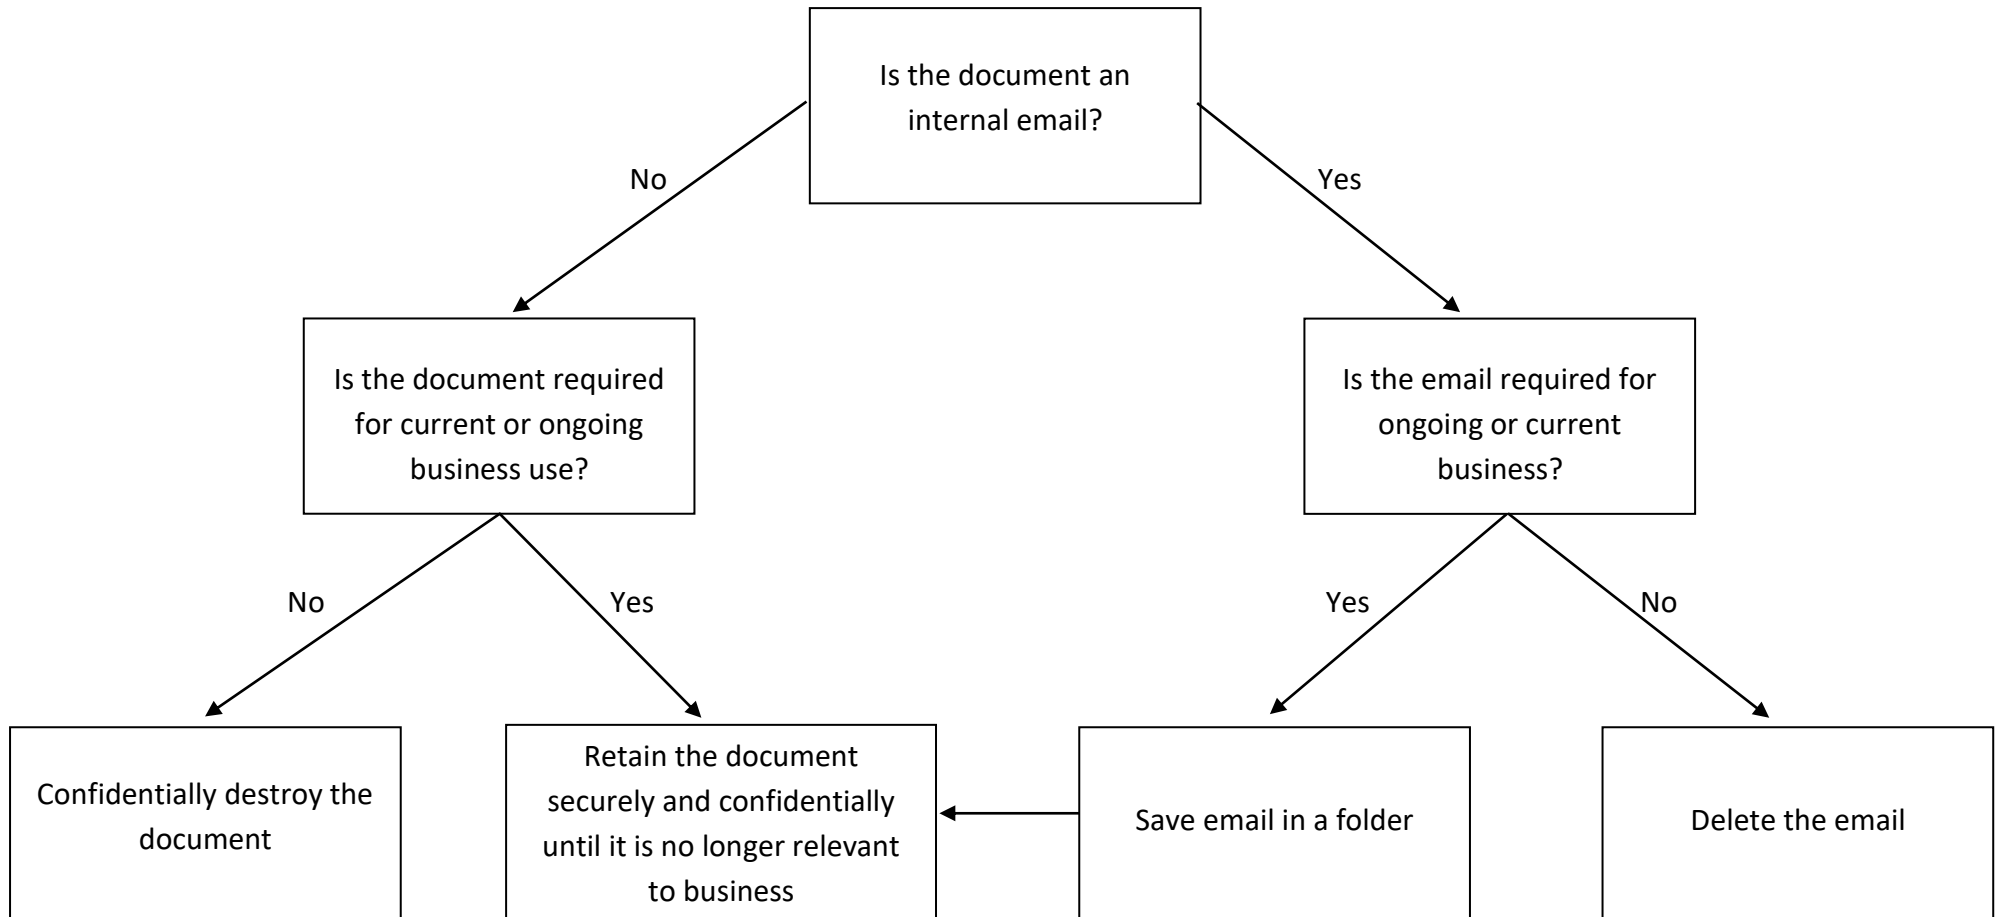 Is the document an
internal email?
No
Yes
Is the document required
for current or ongoing
business use?
Is the email required for
ongoing or current
business?
No
Yes
Yes
No
Confidentially destroy the
document
Retain the document
securely and confidentially
until it is no longer relevant
to business
Save email in a folder
Delete the email